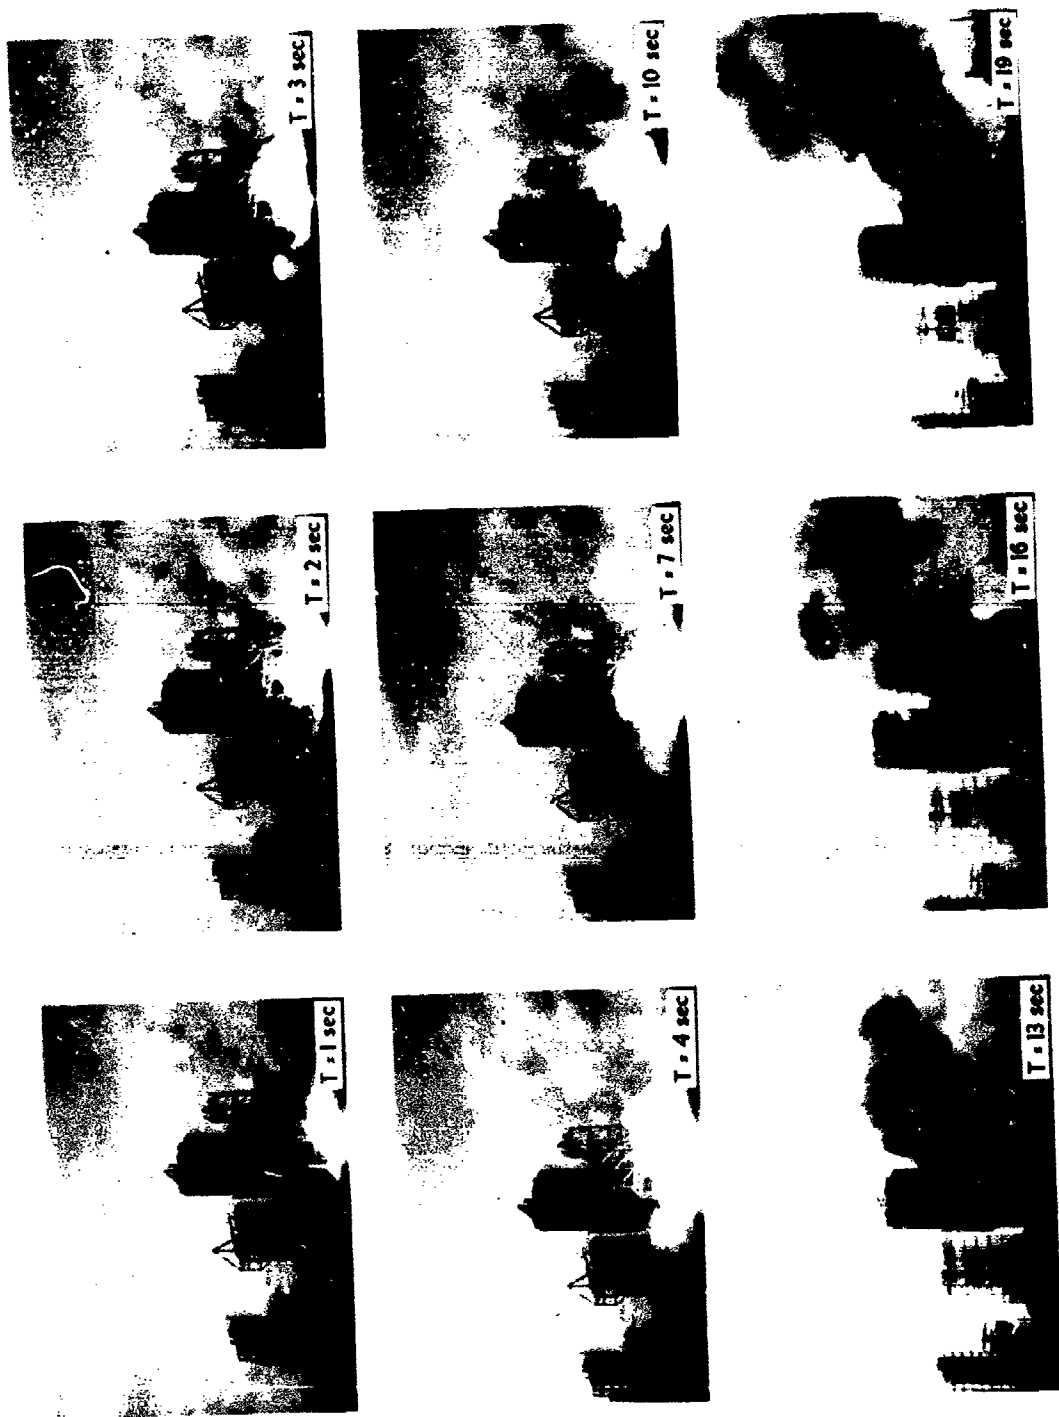 T = 1 sec
T = 2 sec
T = 3 sec
T = 4 sec
T = 7 sec
T = 10 sec
T = 13 sec
T = 16 sec
T = 19 sec